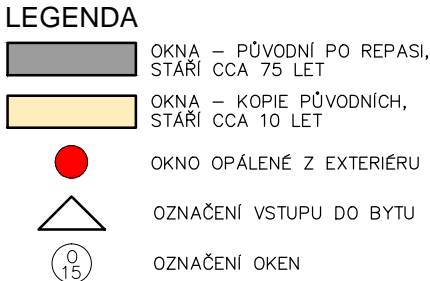 LEGENDA
OKNA – PŮVODNÍ PO REPASI,
STÁŘÍ CCA 75 LET
OKNA – KOPIE PŮVODNÍCH,
STÁŘÍ CCA 10 LET
OKNO OPÁLENÉ Z EXTERIÉRU
OZNAČENÍ VSTUPU DO BYTU
O
15
OZNAČENÍ OKEN